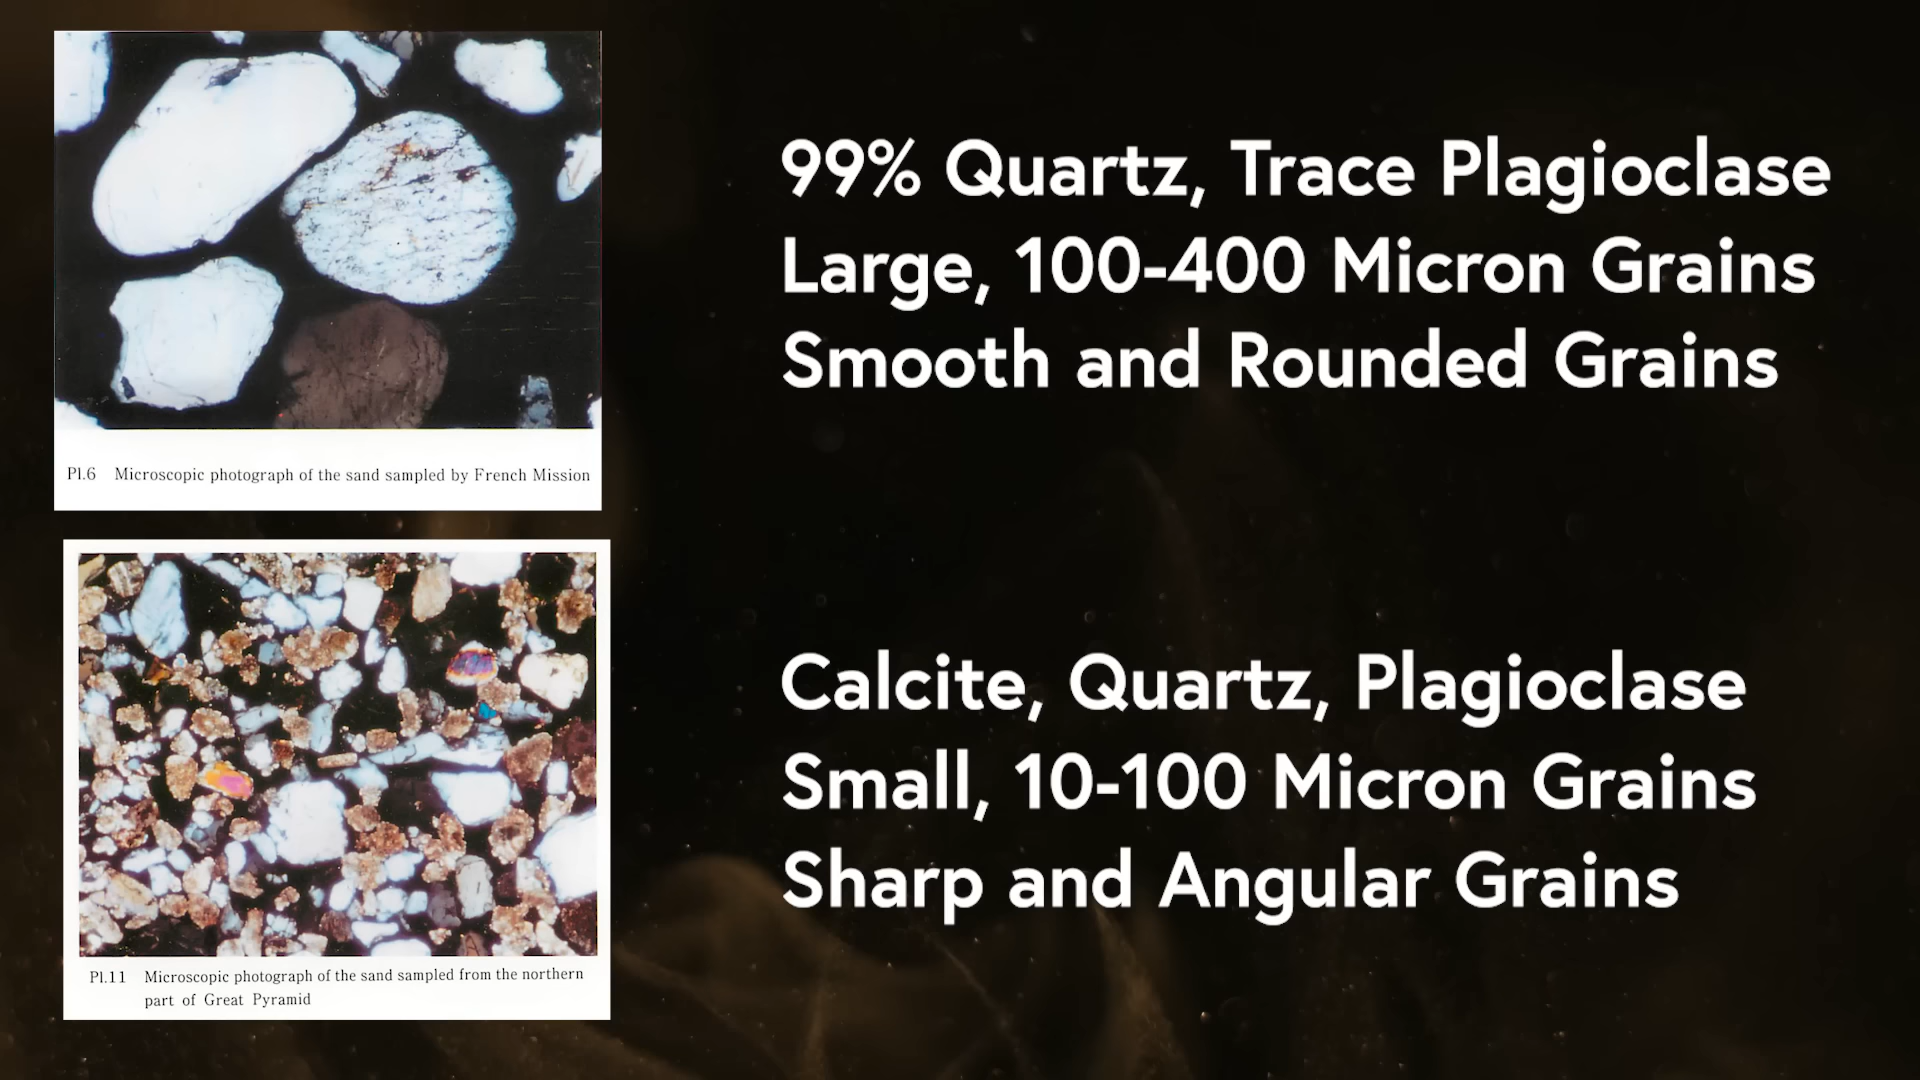 99% Quartz, Trace Plagioclase
Large, 100-400 Micron Grains
Smooth and Rounded Grains
Pl.6 Microscopic photograph of the sand sampled by French Mission
Calcite, Quartz, Plagioclase
Small, 10-100 Micron Grains
Sharp and Angular Grains
Pl.11 Microscopic photograph of the sand sampled from the northern
part of Great Pyramid